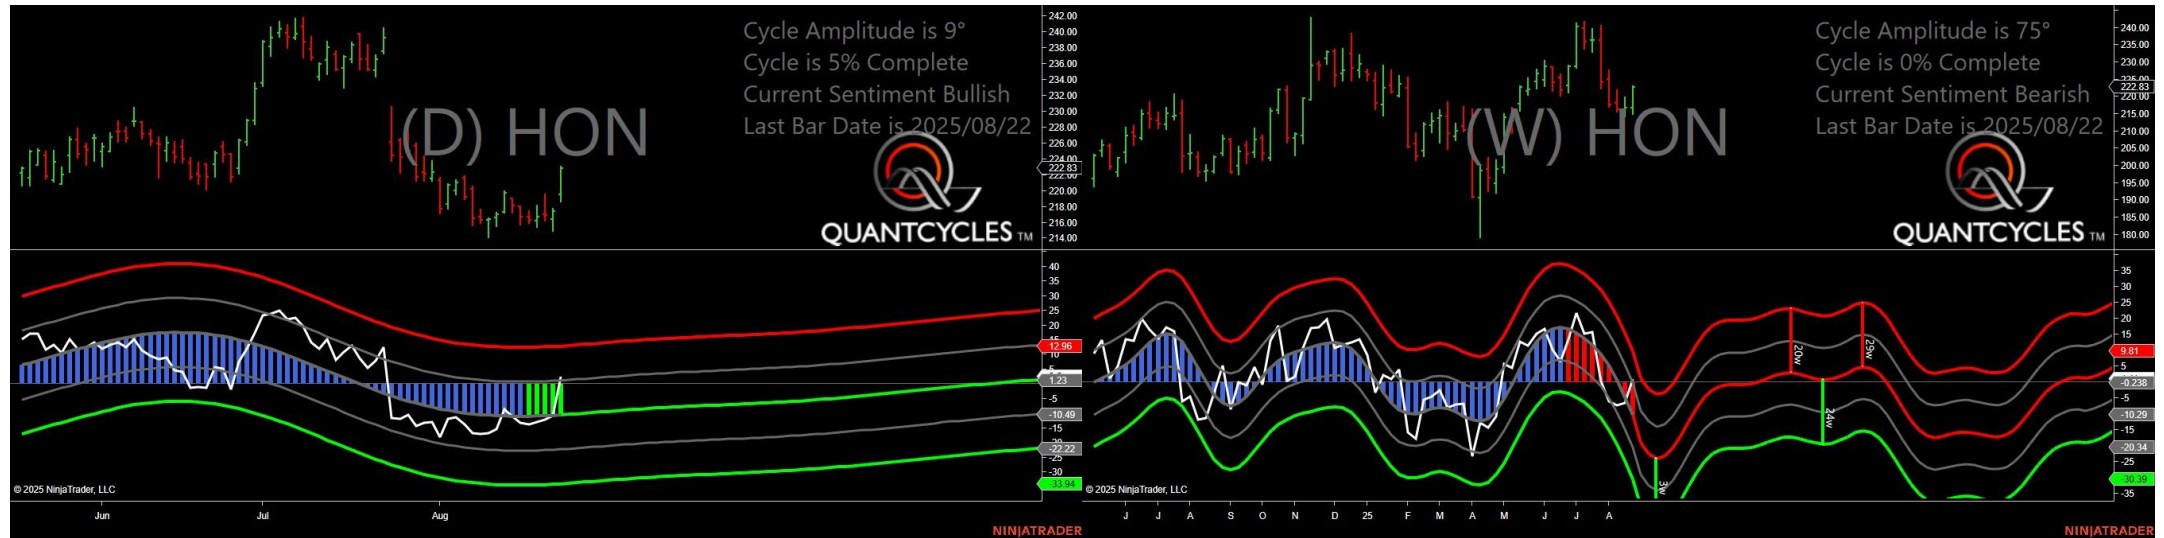 Cycle Amplitude is 9°
Cycle is 5% Complete
Current Sentiment Bullish
Last Bar Date is 2025/08/22
(D) HON
QUANTCYCLES TM
242.00
240.00
238.00
236.00
234.00
232.00
230.00
228.00
226.00
224.00
222.83
222.00
220.00
218.00
216.00
214.00
40
35
30
25
20
15
12.96
10
5
1.23
-5
-10.49
-15
-22.22
-25
-30
-33.94
© 2025 NinjaTrader, LLC
Jun Jul Aug
NINJATRADER
Cycle Amplitude is 75°
Cycle is 0% Complete
Current Sentiment Bearish
Last Bar Date is 2025/08/22
(W) HON
QUANTCYCLES TM
240.00
235.00
230.00
225.00
222.83
220.00
215.00
210.00
205.00
200.00
195.00
190.00
185.00
180.00
35
30
25
20
15
9.81
5
-0.238
-5
-10.29
-15
-20.34
-25
-30.39
-35
20w
29w
24w
3w
© 2025 NinjaTrader, LLC
J J A S O N D 25 F M A M J J A
NINJATRADER